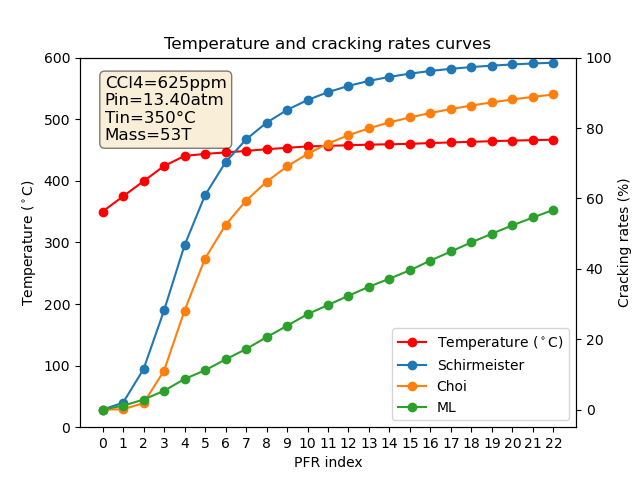 Temperature and cracking rates curves
CCl4=625ppm
Pin=13.40atm
Tin=350°C
Mass=53T
600
500
400
300
200
100
0
Temperature (°C)
100
80
60
40
20
0
Cracking rates (%)
Temperature (°C)
Schirmeister
Choi
ML
0 1 2 3 4 5 6 7 8 9 10 11 12 13 14 15 16 17 18 19 20 21 22
PFR index